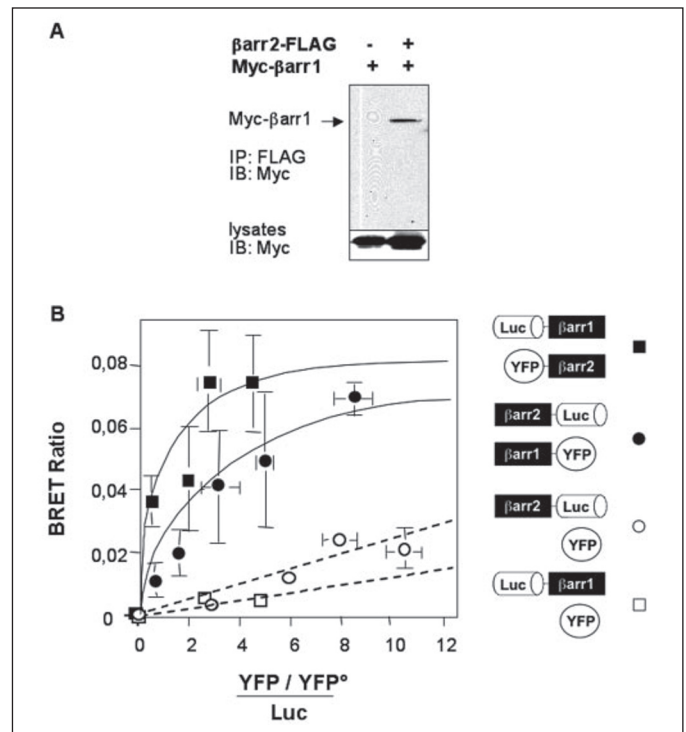 A
βarr2-FLAG - +
Myc-βarr1 + +
Myc-βarr1
IP: FLAG
IB: Myc
lysates
IB: Myc
B
BRET Ratio
0,08
0,06
0,04
0,02
0
0 2 4 6 8 10 12
YFP / YFP°
Luc
Luc βarr1
YFP βarr2
βarr2 Luc
βarr1 YFP
βarr2 Luc
YFP
Luc βarr1
YFP